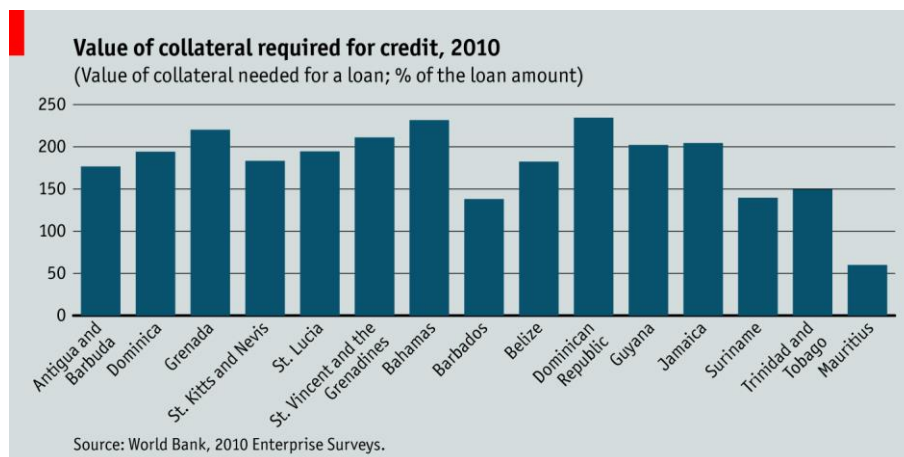 Value of collateral required for credit, 2010
(Value of collateral needed for a loan; % of the loan amount)
250
200
150
100
50
0
Antigua and
Barbuda
Dominica
Grenada
St. Kitts and Nevis
St. Lucia
St. Vincent and the
Grenadines
Bahamas
Barbados
Belize
Dominican
Republic
Guyana
Jamaica
Suriname
Trinidad and
Tobago
Mauritius
Source: World Bank, 2010 Enterprise Surveys.